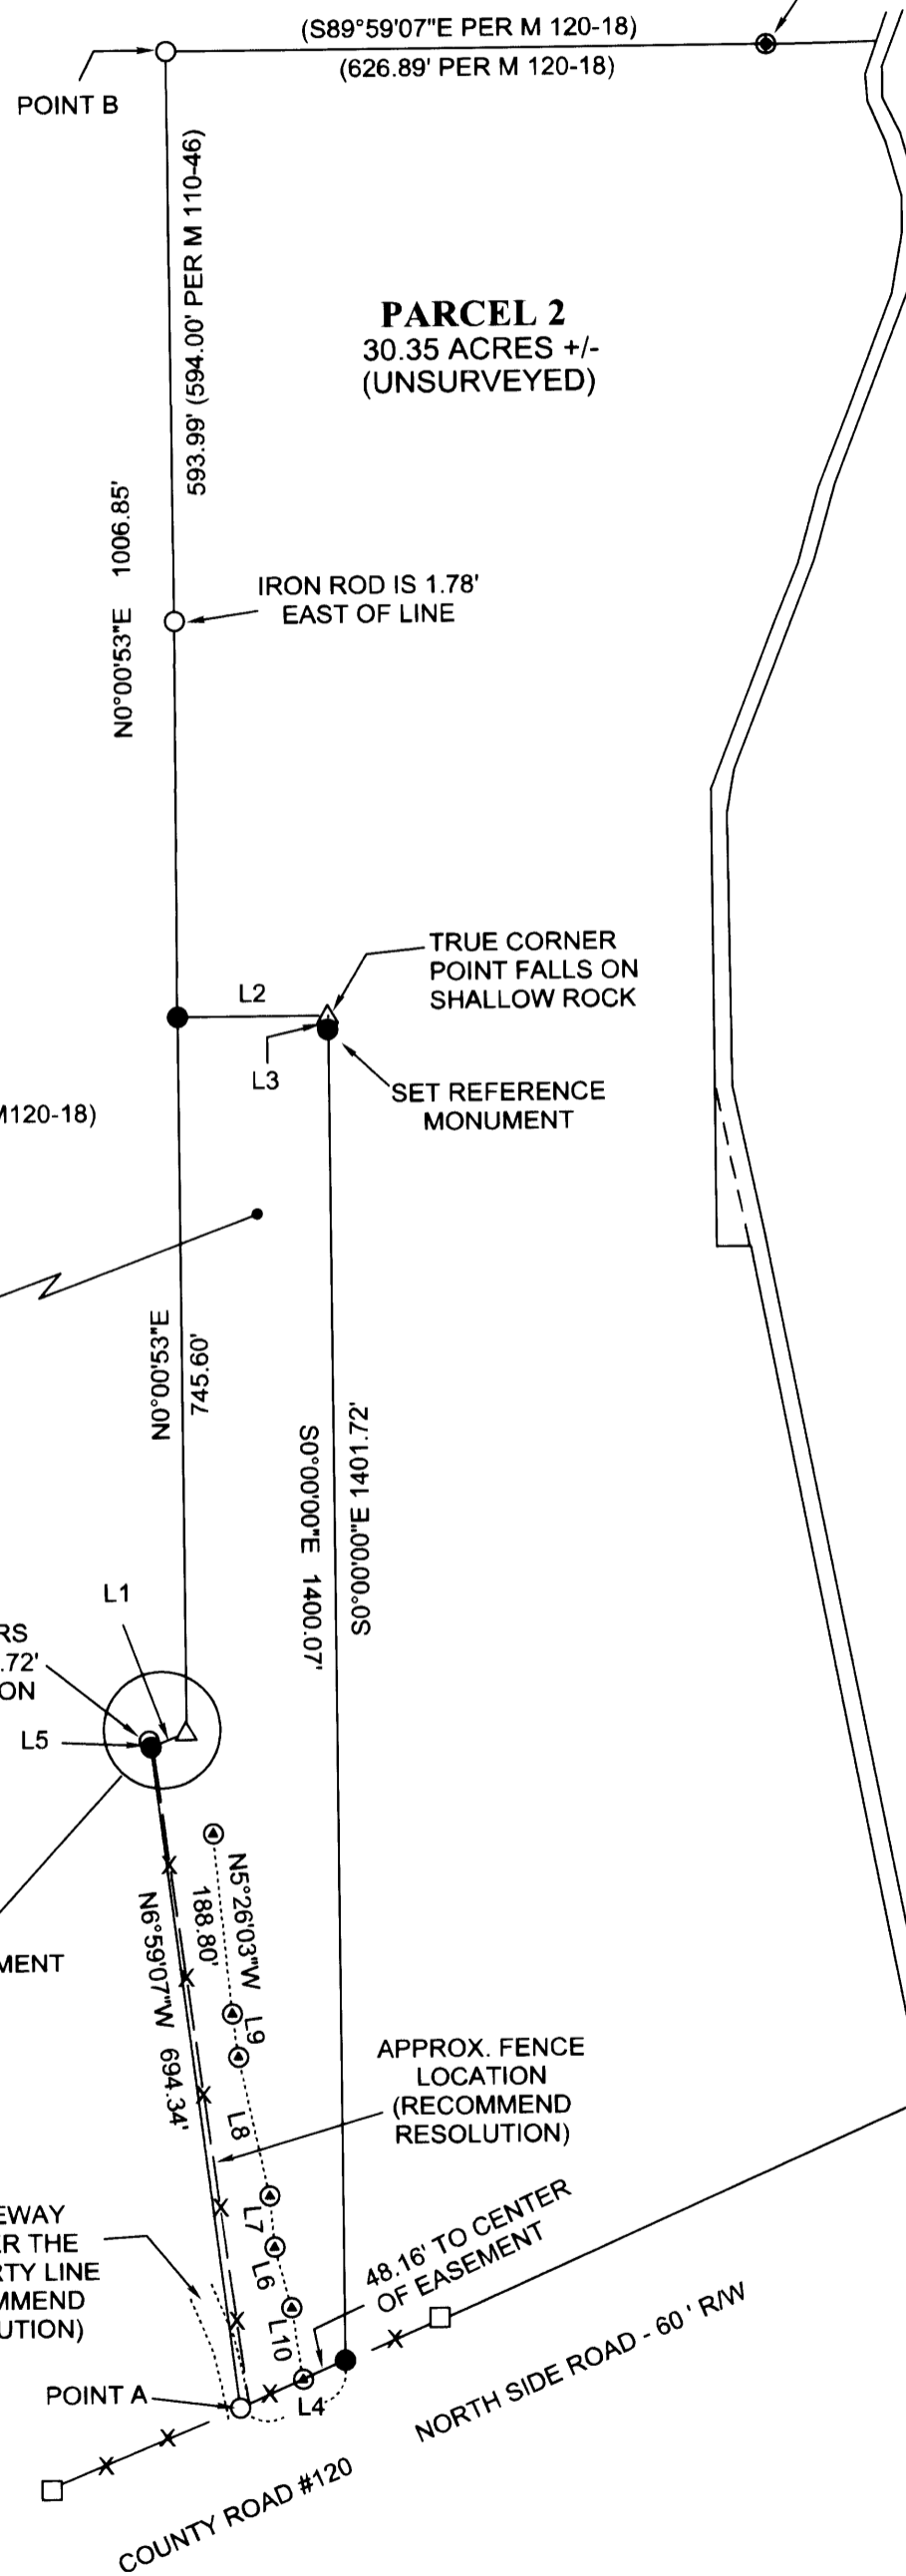 (S89°59'07"E PER M 120-18)
(626.89' PER M 120-18)
POINT B
593.99' (594.00' PER M 110-46)
PARCEL 2
30.35 ACRES +/-
(UNSURVEYED)
N0°00'53"E 1006.85'
IRON ROD IS 1.78'
EAST OF LINE
TRUE CORNER
POINT FALLS ON
SHALLOW ROCK
L2
L3
SET REFERENCE
MONUMENT
M120-18)
N0°00'53"E
745.60'
S0°00'00"E 1400.07'
S0°00'00"E 1401.72'
L1
RS
.72'
ON
L5
N5°26'03"W
188.80'
N6°59'07"W 694.34'
MENT
L9
L8
APPROX. FENCE
LOCATION
(RECOMMEND
RESOLUTION)
L7
L6
L10
48.16' TO CENTER
OF EASEMENT
EWAY
ER THE
RTY LINE
MMEND
UTION)
POINT A
L4
NORTH SIDE ROAD - 60 ' R/W
COUNTY ROAD #120